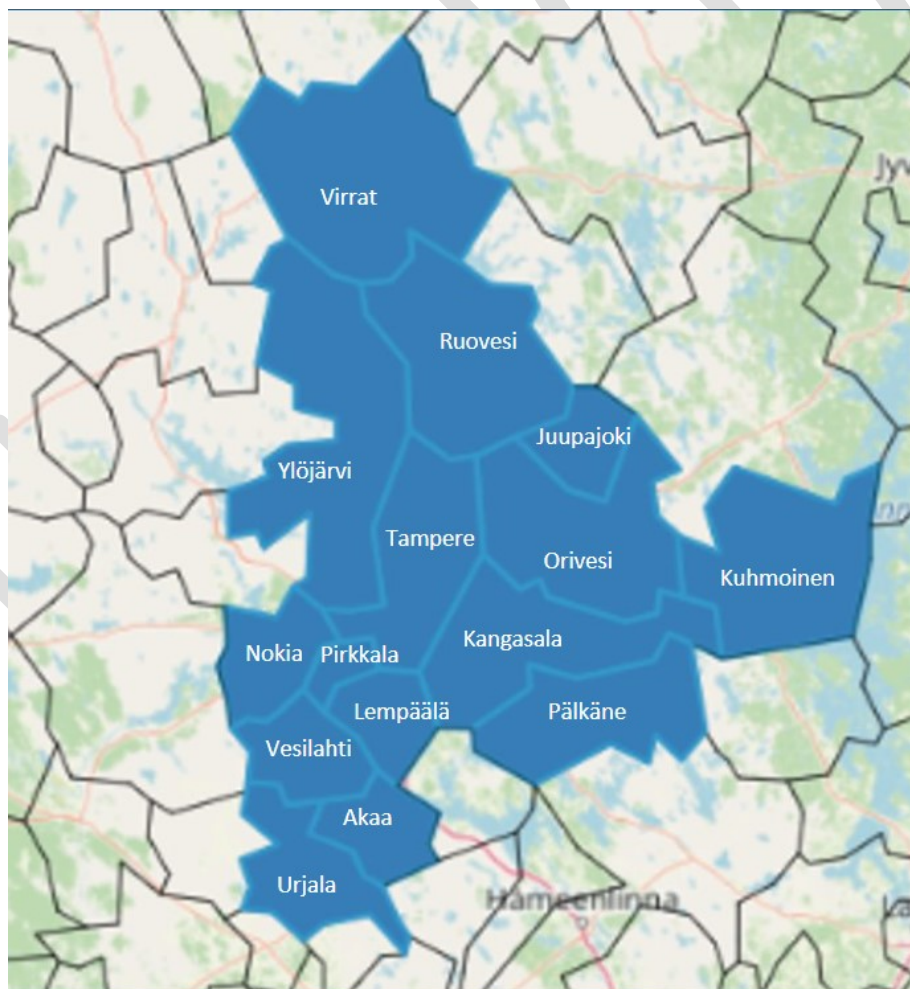 Virrat
Ruovesi
Juupajoki
Ylöjärvi
Tampere
Orivesi
Kuhmoinen
Kangasala
Nokia
Pirkkala
Lempäälä
Pälkäne
Vesilahti
Akaa
Urjala
Hämeenlinna